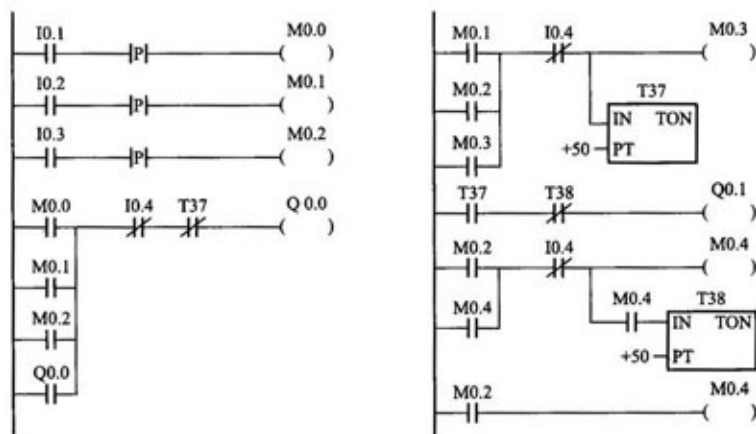 I0.1 P M0.0
I0.2 P M0.1
I0.3 P M0.2
M0.0 I0.4 T37 Q 0.0
M0.1
M0.2
Q0.0
M0.1 I0.4 M0.3
M0.2 T37
IN TON
M0.3 +50 PT
T37 T38 Q0.1
M0.2 I0.4 M0.4
M0.4 M0.4 T38
IN TON
+50 PT
M0.2 M0.4